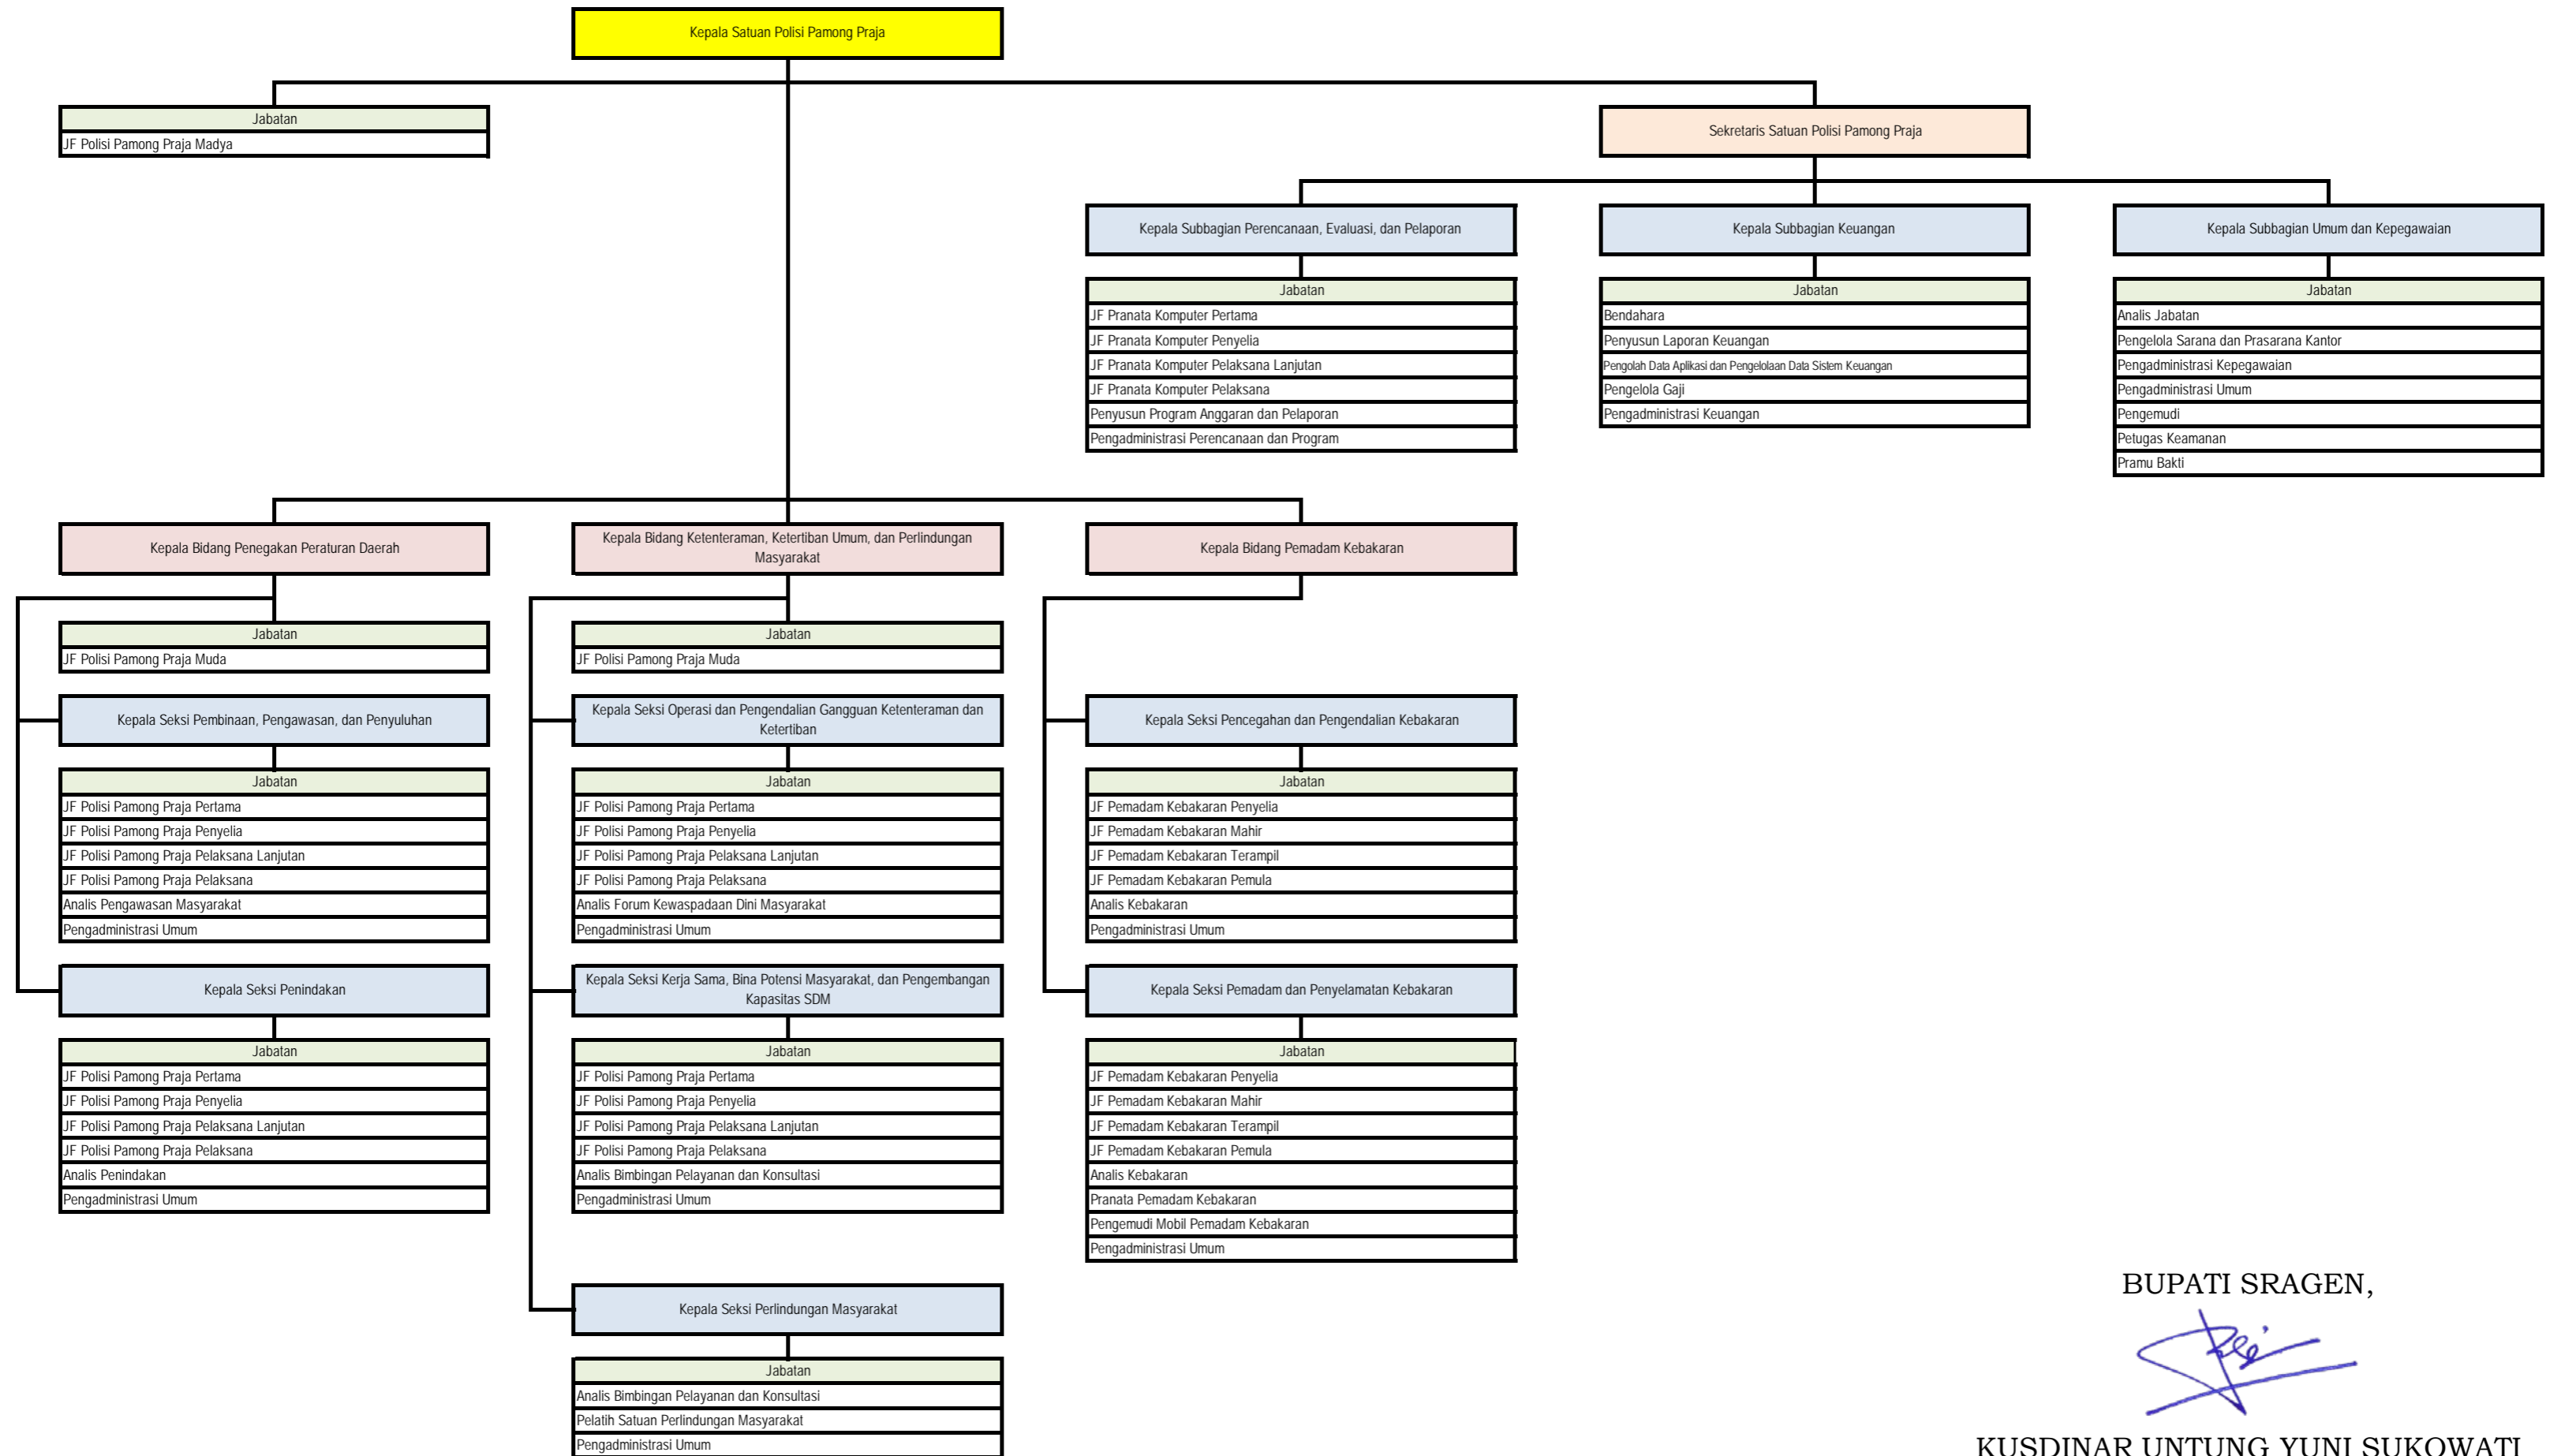 Kepala Satuan Polisi Pamong Praja
Jabatan
JF Polisi Pamong Praja Madya
Sekretaris Satuan Polisi Pamong Praja
Kepala Subbagian Perencanaan, Evaluasi, dan Pelaporan
Jabatan
JF Pranata Komputer Pertama
JF Pranata Komputer Penyelia
JF Pranata Komputer Pelaksana Lanjutan
JF Pranata Komputer Pelaksana
Penyusun Program Anggaran dan Pelaporan
Pengadministrasi Perencanaan dan Program
Kepala Subbagian Keuangan
Jabatan
Bendahara
Penyusun Laporan Keuangan
Pengolah Data Aplikasi dan Pengelolaan Data Sistem Keuangan
Pengelola Gaji
Pengadministrasi Keuangan
Kepala Subbagian Umum dan Kepegawaian
Jabatan
Analis Jabatan
Pengelola Sarana dan Prasarana Kantor
Pengadministrasi Kepegawaian
Pengadministrasi Umum
Pengemudi
Petugas Keamanan
Pramu Bakti
Kepala Bidang Penegakan Peraturan Daerah
Jabatan
JF Polisi Pamong Praja Muda
Kepala Seksi Pembinaan, Pengawasan, dan Penyuluhan
Jabatan
JF Polisi Pamong Praja Pertama
JF Polisi Pamong Praja Penyelia
JF Polisi Pamong Praja Pelaksana Lanjutan
JF Polisi Pamong Praja Pelaksana
Analis Pengawasan Masyarakat
Pengadministrasi Umum
Kepala Seksi Penindakan
Jabatan
JF Polisi Pamong Praja Pertama
JF Polisi Pamong Praja Penyelia
JF Polisi Pamong Praja Pelaksana Lanjutan
JF Polisi Pamong Praja Pelaksana
Analis Penindakan
Pengadministrasi Umum
Kepala Bidang Ketenteraman, Ketertiban Umum, dan Perlindungan
Masyarakat
Jabatan
JF Polisi Pamong Praja Muda
Kepala Seksi Operasi dan Pengendalian Gangguan Ketenteraman dan
Ketertiban
Jabatan
JF Polisi Pamong Praja Pertama
JF Polisi Pamong Praja Penyelia
JF Polisi Pamong Praja Pelaksana Lanjutan
JF Polisi Pamong Praja Pelaksana
Analis Forum Kewaspadaan Dini Masyarakat
Pengadministrasi Umum
Kepala Seksi Kerja Sama, Bina Potensi Masyarakat, dan Pengembangan
Kapasitas SDM
Jabatan
JF Polisi Pamong Praja Pertama
JF Polisi Pamong Praja Penyelia
JF Polisi Pamong Praja Pelaksana Lanjutan
JF Polisi Pamong Praja Pelaksana
Analis Bimbingan Pelayanan dan Konsultasi
Pengadministrasi Umum
Kepala Seksi Perlindungan Masyarakat
Jabatan
Analis Bimbingan Pelayanan dan Konsultasi
Pelatih Satuan Perlindungan Masyarakat
Pengadministrasi Umum
Kepala Bidang Pemadam Kebakaran
Kepala Seksi Pencegahan dan Pengendalian Kebakaran
Jabatan
JF Pemadam Kebakaran Penyelia
JF Pemadam Kebakaran Mahir
JF Pemadam Kebakaran Terampil
JF Pemadam Kebakaran Pemula
Analis Kebakaran
Pengadministrasi Umum
Kepala Seksi Pemadam dan Penyelamatan Kebakaran
Jabatan
JF Pemadam Kebakaran Penyelia
JF Pemadam Kebakaran Mahir
JF Pemadam Kebakaran Terampil
JF Pemadam Kebakaran Pemula
Analis Kebakaran
Pranata Pemadam Kebakaran
Pengemudi Mobil Pemadam Kebakaran
Pengadministrasi Umum
BUPATI SRAGEN,
KUSDINAR UNTUNG YUNI SUKOWATI